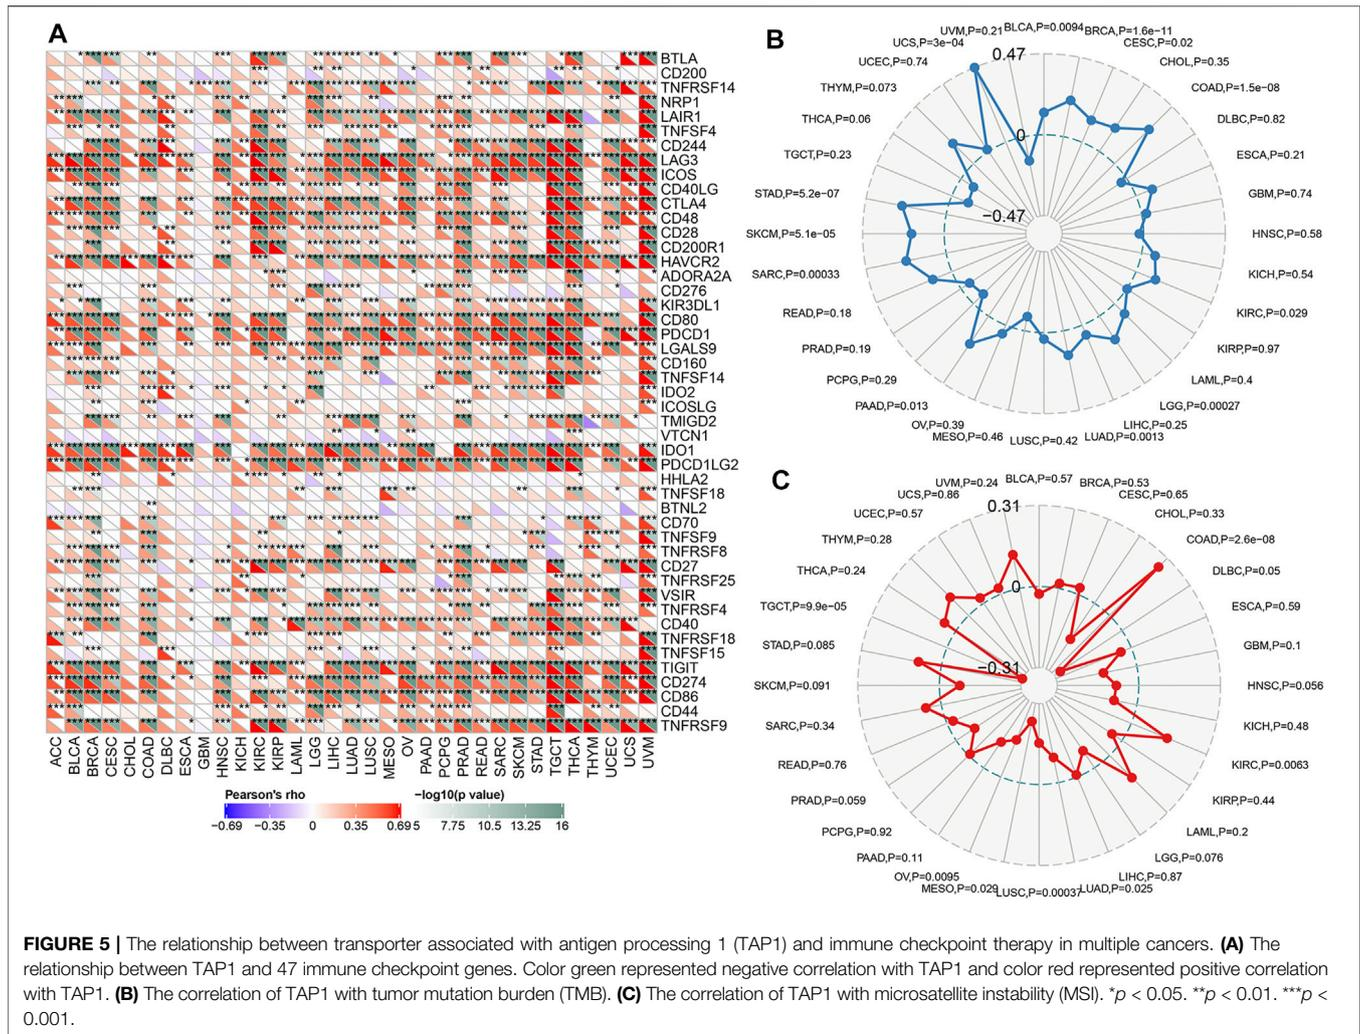 A
BTLA
CD200
TNFRSF14
NRP1
LAIR1
TNFSF4
CD244
LAG3
ICOS
CD40LG
CTLA4
CD48
CD28
CD200R1
HAVCR2
ADORA2A
CD276
KIR3DL1
CD80
PDCD1
LGALS9
CD160
TNFSF14
IDO2
ICOSLG
TMIGD2
VTCN1
IDO1
PDCD1LG2
HHLA2
TNFSF18
BTNL2
CD70
TNFSF9
TNFRSF8
CD27
TNFRSF25
VSIR
TNFRSF4
CD40
TNFRSF18
TNFSF15
TIGIT
CD274
CD86
CD44
TNFRSF9
ACC
BLCA
BRCA
CESC
CHOL
COAD
DLBC
ESCA
GBM
HNSC
KICH
KIRC
KIRP
LAML
LGG
LIHC
LUAD
LUSC
MESO
OV
PAAD
PCPG
PRAD
READ
SARC
SKCM
STAD
TGCT
THCA
THYM
UCEC
UCS
UVM
Pearson's rho
−0.69 −0.35 0 0.35 0.69
−log10(p value)
5 7.75 10.5 13.25 16
B
BLCA,P=0.0094
BRCA,P=1.6e−11
CESC,P=0.02
CHOL,P=0.35
COAD,P=1.5e−08
DLBC,P=0.82
ESCA,P=0.21
GBM,P=0.74
HNSC,P=0.58
KICH,P=0.54
KIRC,P=0.029
KIRP,P=0.97
LAML,P=0.4
LGG,P=0.00027
LIHC,P=0.25
LUAD,P=0.0013
LUSC,P=0.42
MESO,P=0.46
OV,P=0.39
PAAD,P=0.013
PCPG,P=0.29
PRAD,P=0.19
READ,P=0.18
SARC,P=0.00033
SKCM,P=5.1e−05
STAD,P=5.2e−07
TGCT,P=0.23
THCA,P=0.06
THYM,P=0.073
UCEC,P=0.74
UCS,P=3e−04
UVM,P=0.21
0.47
0
−0.47
C
BLCA,P=0.57
BRCA,P=0.53
CESC,P=0.65
CHOL,P=0.33
COAD,P=2.6e−08
DLBC,P=0.05
ESCA,P=0.59
GBM,P=0.1
HNSC,P=0.056
KICH,P=0.48
KIRC,P=0.0063
KIRP,P=0.44
LAML,P=0.2
LGG,P=0.076
LIHC,P=0.87
LUAD,P=0.025
LUSC,P=0.00037
MESO,P=0.029
OV,P=0.0095
PAAD,P=0.11
PCPG,P=0.92
PRAD,P=0.059
READ,P=0.76
SARC,P=0.34
SKCM,P=0.091
STAD,P=0.085
TGCT,P=9.9e−05
THCA,P=0.24
THYM,P=0.28
UCEC,P=0.57
UCS,P=0.86
UVM,P=0.24
0.31
0
−0.31
FIGURE 5 | The relationship between transporter associated with antigen processing 1 (TAP1) and immune checkpoint therapy in multiple cancers. (A) The
relationship between TAP1 and 47 immune checkpoint genes. Color green represented negative correlation with TAP1 and color red represented positive correlation
with TAP1. (B) The correlation of TAP1 with tumor mutation burden (TMB). (C) The correlation of TAP1 with microsatellite instability (MSI). *p < 0.05. **p < 0.01. ***p <
0.001.